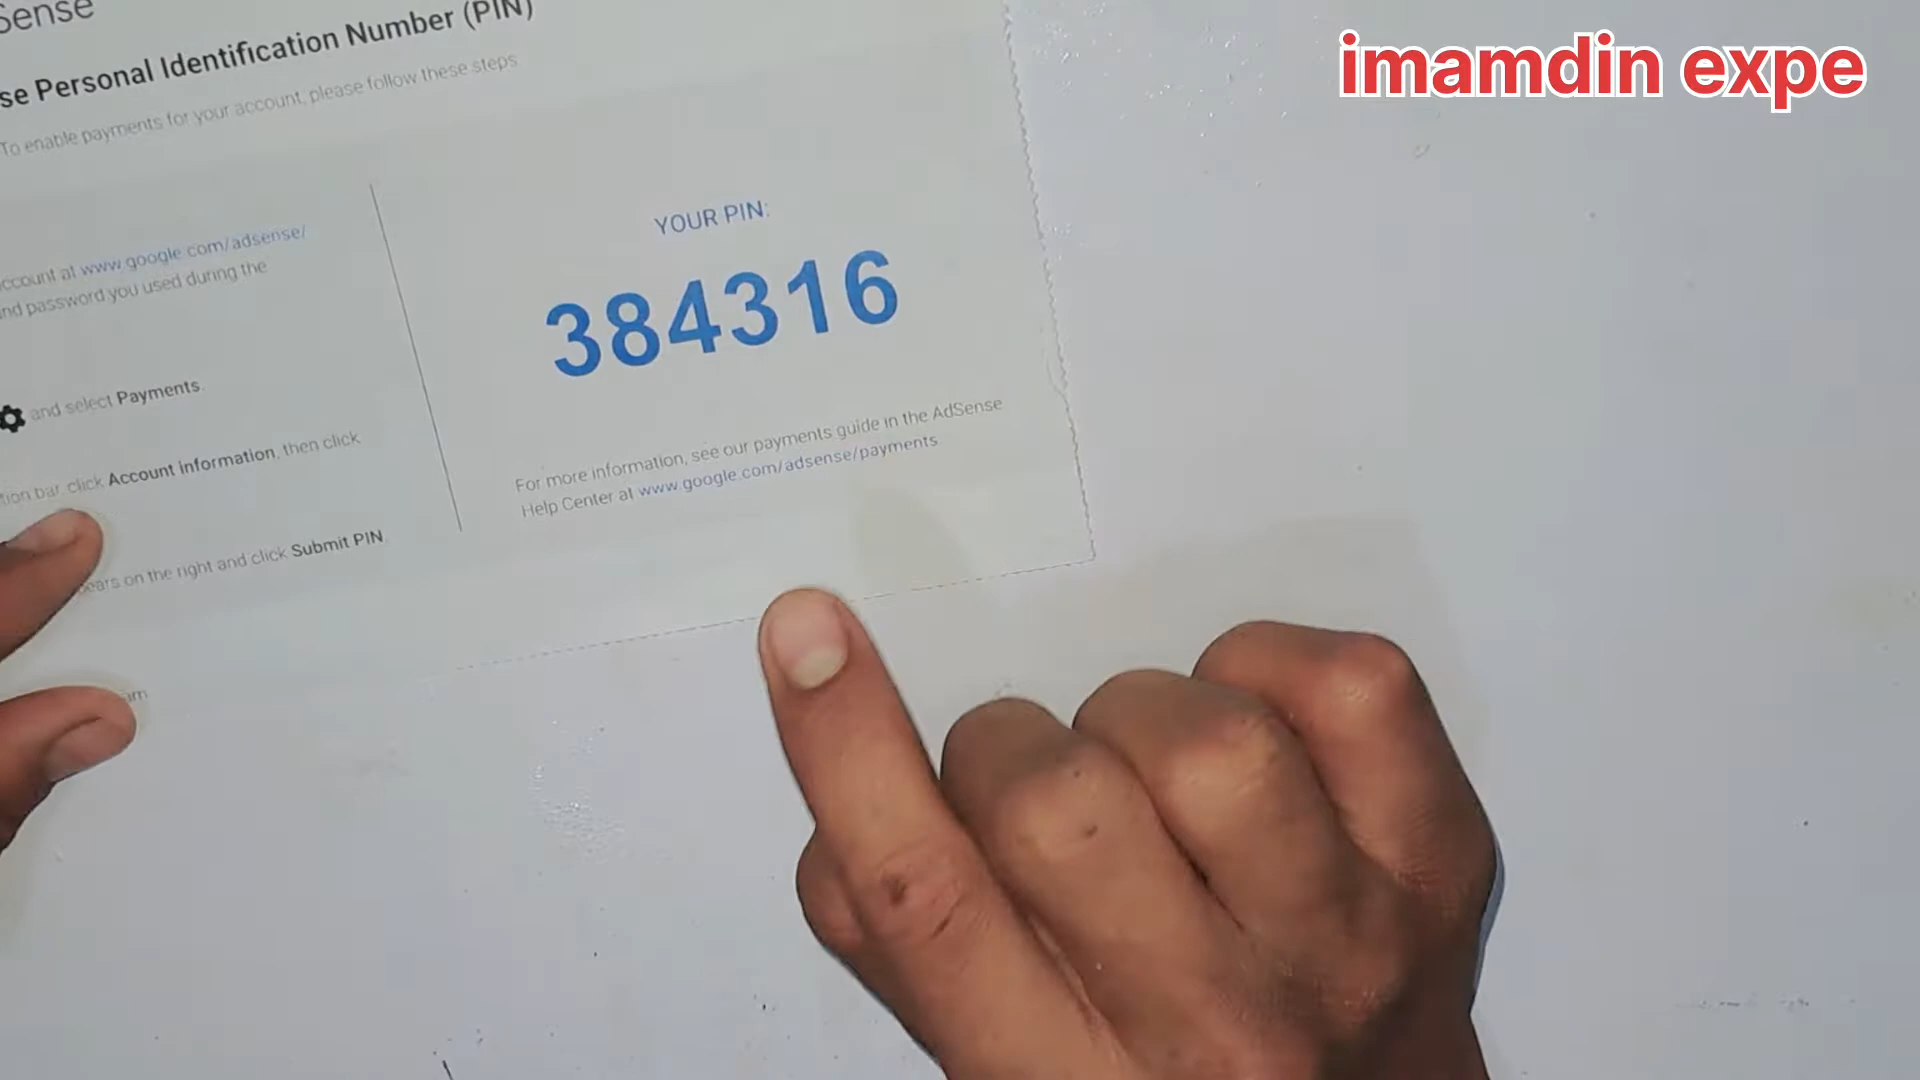 Sense
imamdin expe
se Personal Identification Number (PIN)
To enable payments for your account, please follow these steps
ccount at www.google.com/adsense/
nd password you used during the
and select Payments.
tion bar, click Account information, then click
ears on the right and click Submit PIN.
YOUR PIN:
384316
For more information, see our payments guide in the AdSense
Help Center at www.google.com/adsense/payments.
am